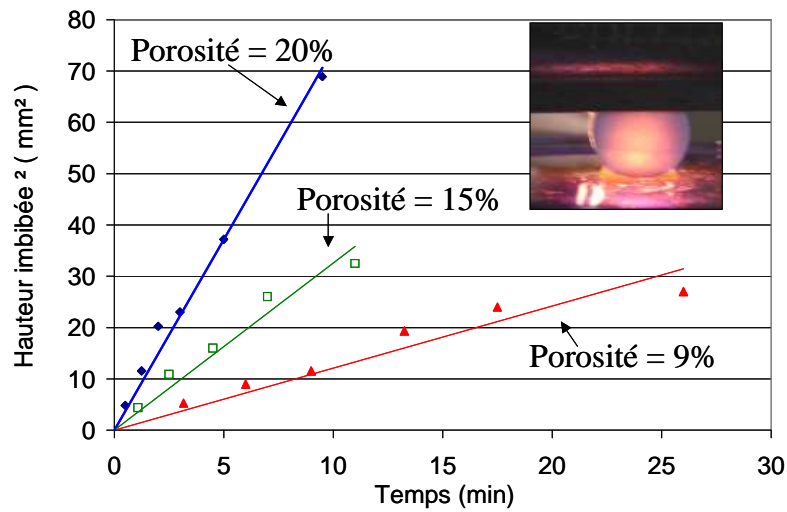 80
70
60
50
40
30
20
10
0
Hauteur imbibée ² ( mm² )
Porosité = 20%
Porosité = 15%
Porosité = 9%
0 5 10 15 20 25 30
Temps (min)